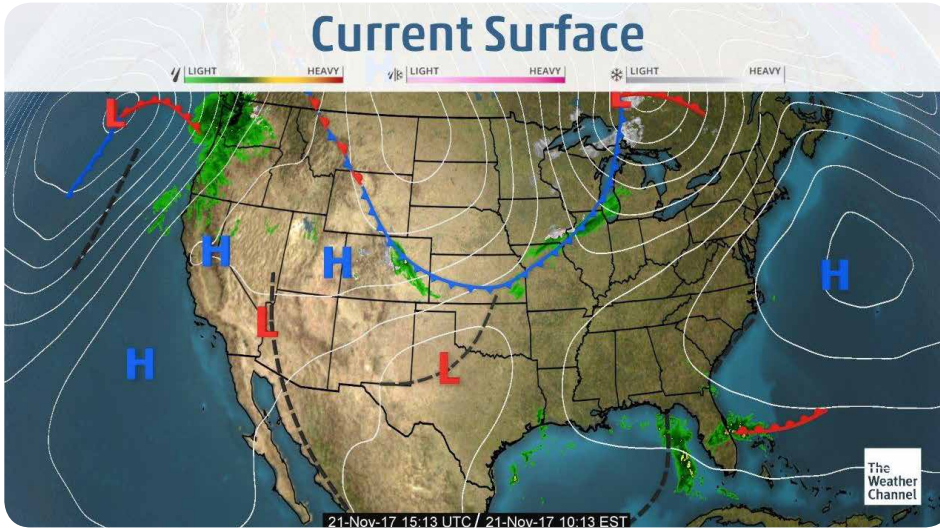 Current Surface
LIGHT HEAVY
LIGHT HEAVY
LIGHT HEAVY
L
L
H
H
H
L
H
L
The
Weather
Channel
21-Nov-17 15:13 UTC / 21-Nov-17 10:13 EST